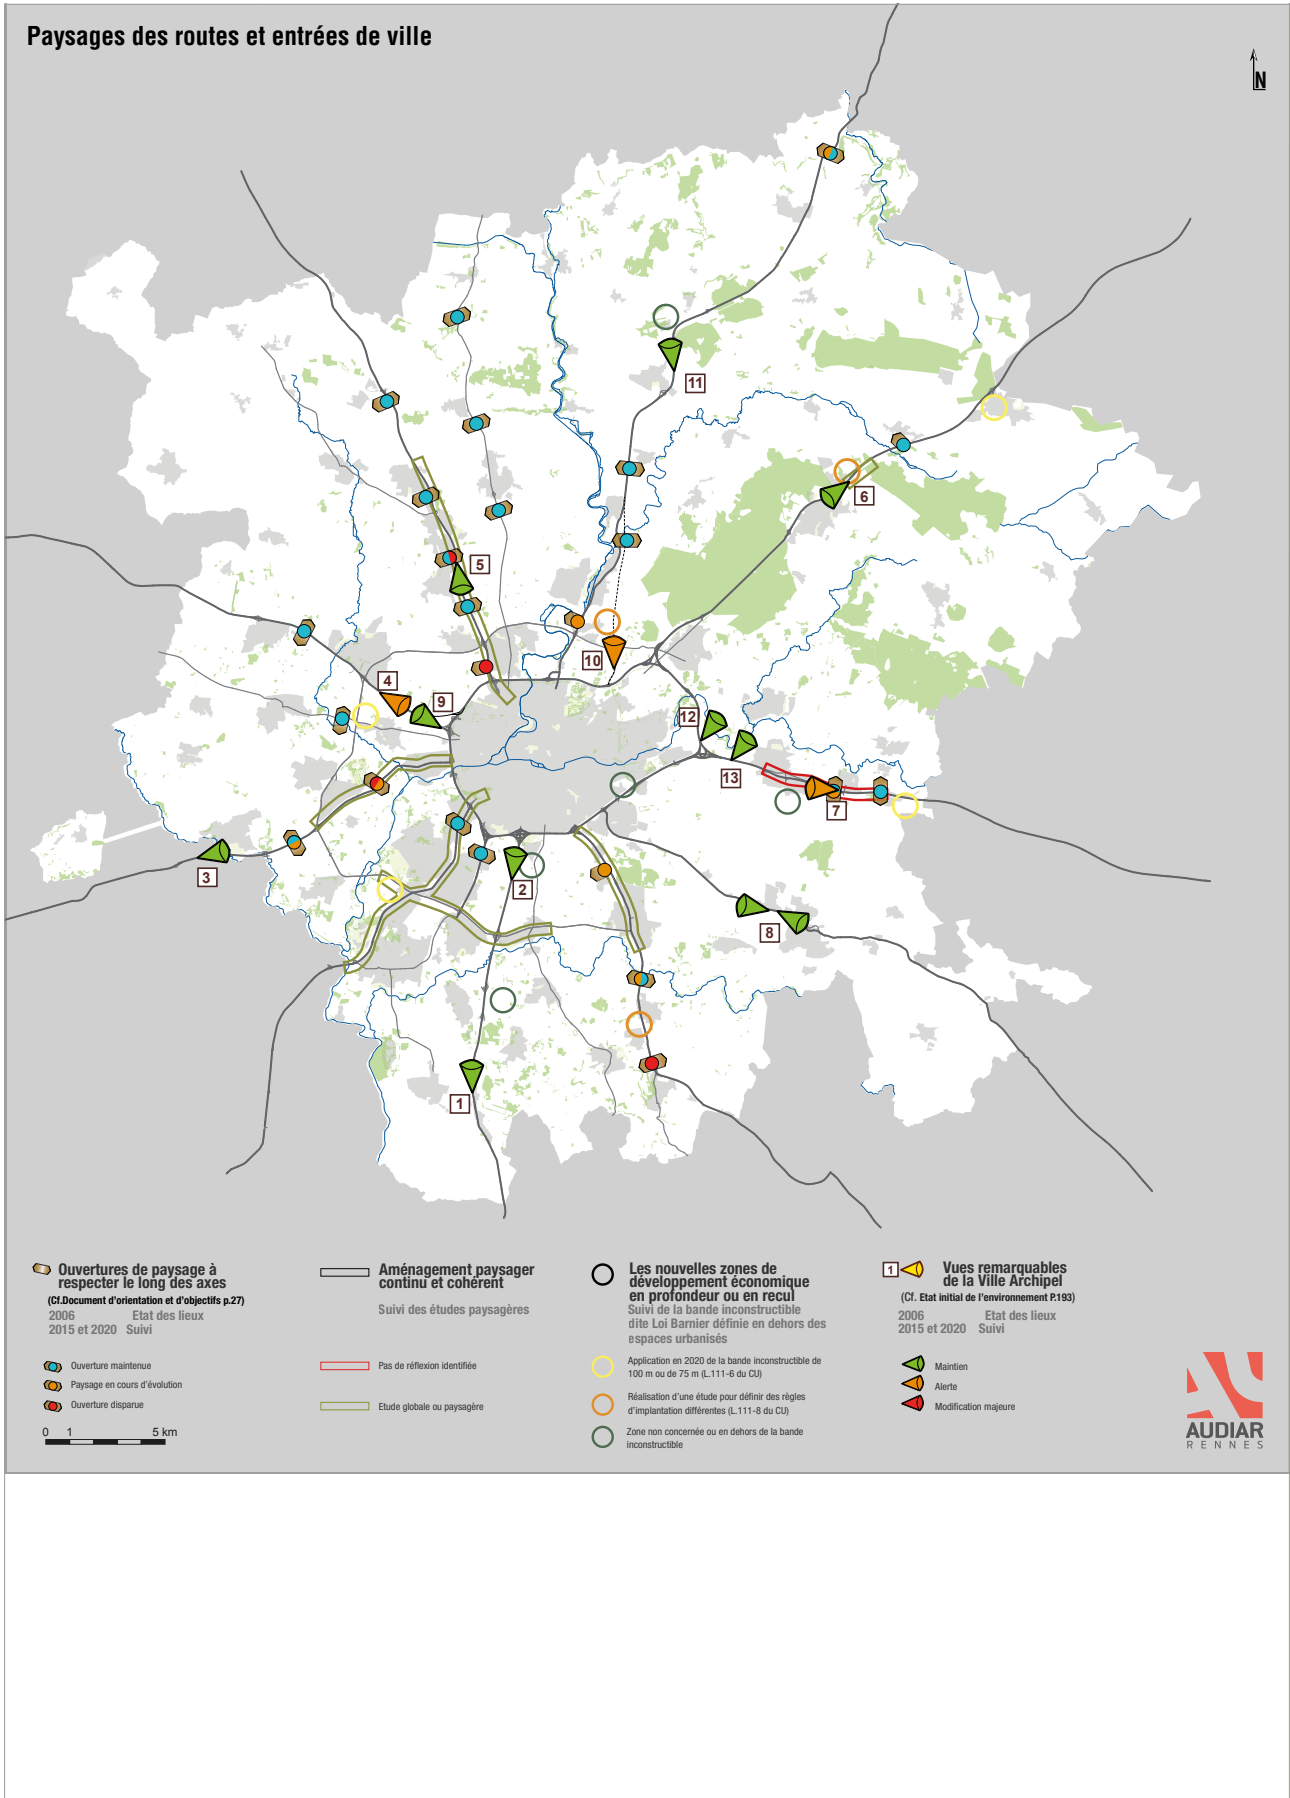 Paysages des routes et entrées de ville
N
11
6
5
10
4
9
12
13
7
3
2
8
1
Ouvertures de paysage à
respecter le long des axes
(Cf.Document d'orientation et d'objectifs p.27)
2006 Etat des lieux
2015 et 2020 Suivi
Ouverture maintenue
Paysage en cours d'évolution
Ouverture disparue
0 1 5 km
Aménagement paysager
continu et cohérent
Suivi des études paysagères
Pas de réflexion identifiée
Etude globale ou paysagère
Les nouvelles zones de
développement économique
en profondeur ou en recul
Suivi de la bande inconstructible
dite Loi Barnier définie en dehors des
espaces urbanisés
Application en 2020 de la bande inconstructible de
100 m ou de 75 m (L.111-6 du CU)
Réalisation d'une étude pour définir des règles
d'implantation différentes (L.111-8 du CU)
Zone non concernée ou en dehors de la bande
inconstructible
1
Vues remarquables
de la Ville Archipel
(Cf. Etat initial de l'environnement P.193)
2006 Etat des lieux
2015 et 2020 Suivi
Maintien
Alerte
Modification majeure
AUDIAR
RENNES